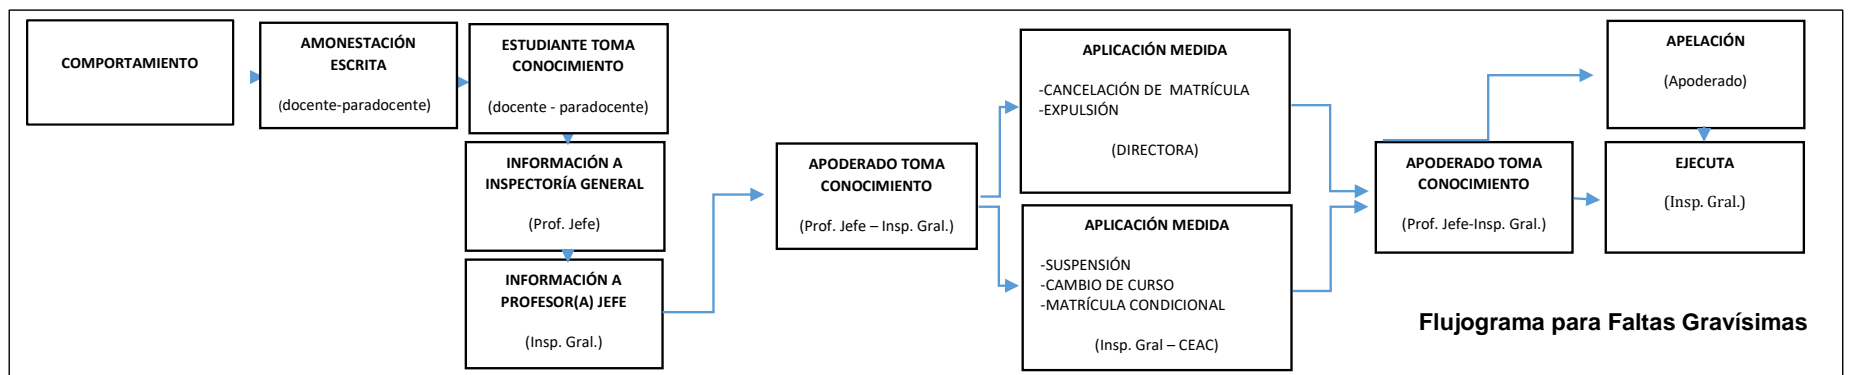 COMPORTAMIENTO
AMONESTACIÓN
ESCRITA
(docente-paradocente)
ESTUDIANTE TOMA
CONOCIMIENTO
(docente - paradocente)
INFORMACIÓN A
INSPECTORÍA GENERAL
(Prof. Jefe)
INFORMACIÓN A
PROFESOR(A) JEFE
(Insp. Gral.)
APODERADO TOMA
CONOCIMIENTO
(Prof. Jefe – Insp. Gral.)
APLICACIÓN MEDIDA
-CANCELACIÓN DE MATRÍCULA
-EXPULSIÓN
(DIRECTORA)
APLICACIÓN MEDIDA
-SUSPENSIÓN
-CAMBIO DE CURSO
-MATRÍCULA CONDICIONAL
(Insp. Gral – CEAC)
APODERADO TOMA
CONOCIMIENTO
(Prof. Jefe-Insp. Gral.)
APELACIÓN
(Apoderado)
EJECUTA
(Insp. Gral.)
Flujograma para Faltas Gravísimas